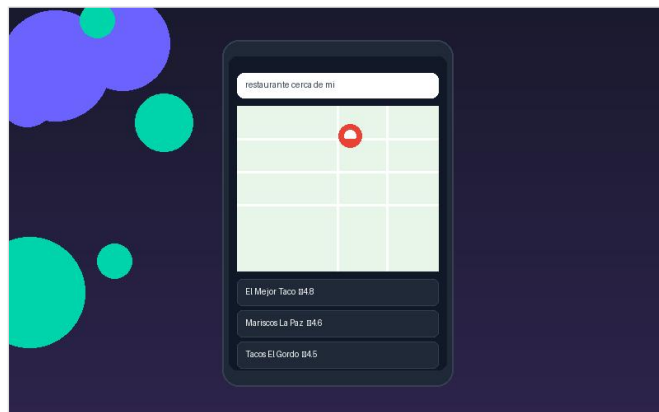 restaurante cerca de mi
El Mejor Taco ▯4.8
Mariscos La Paz ▯4.6
Tacos El Gordo ▯4.5